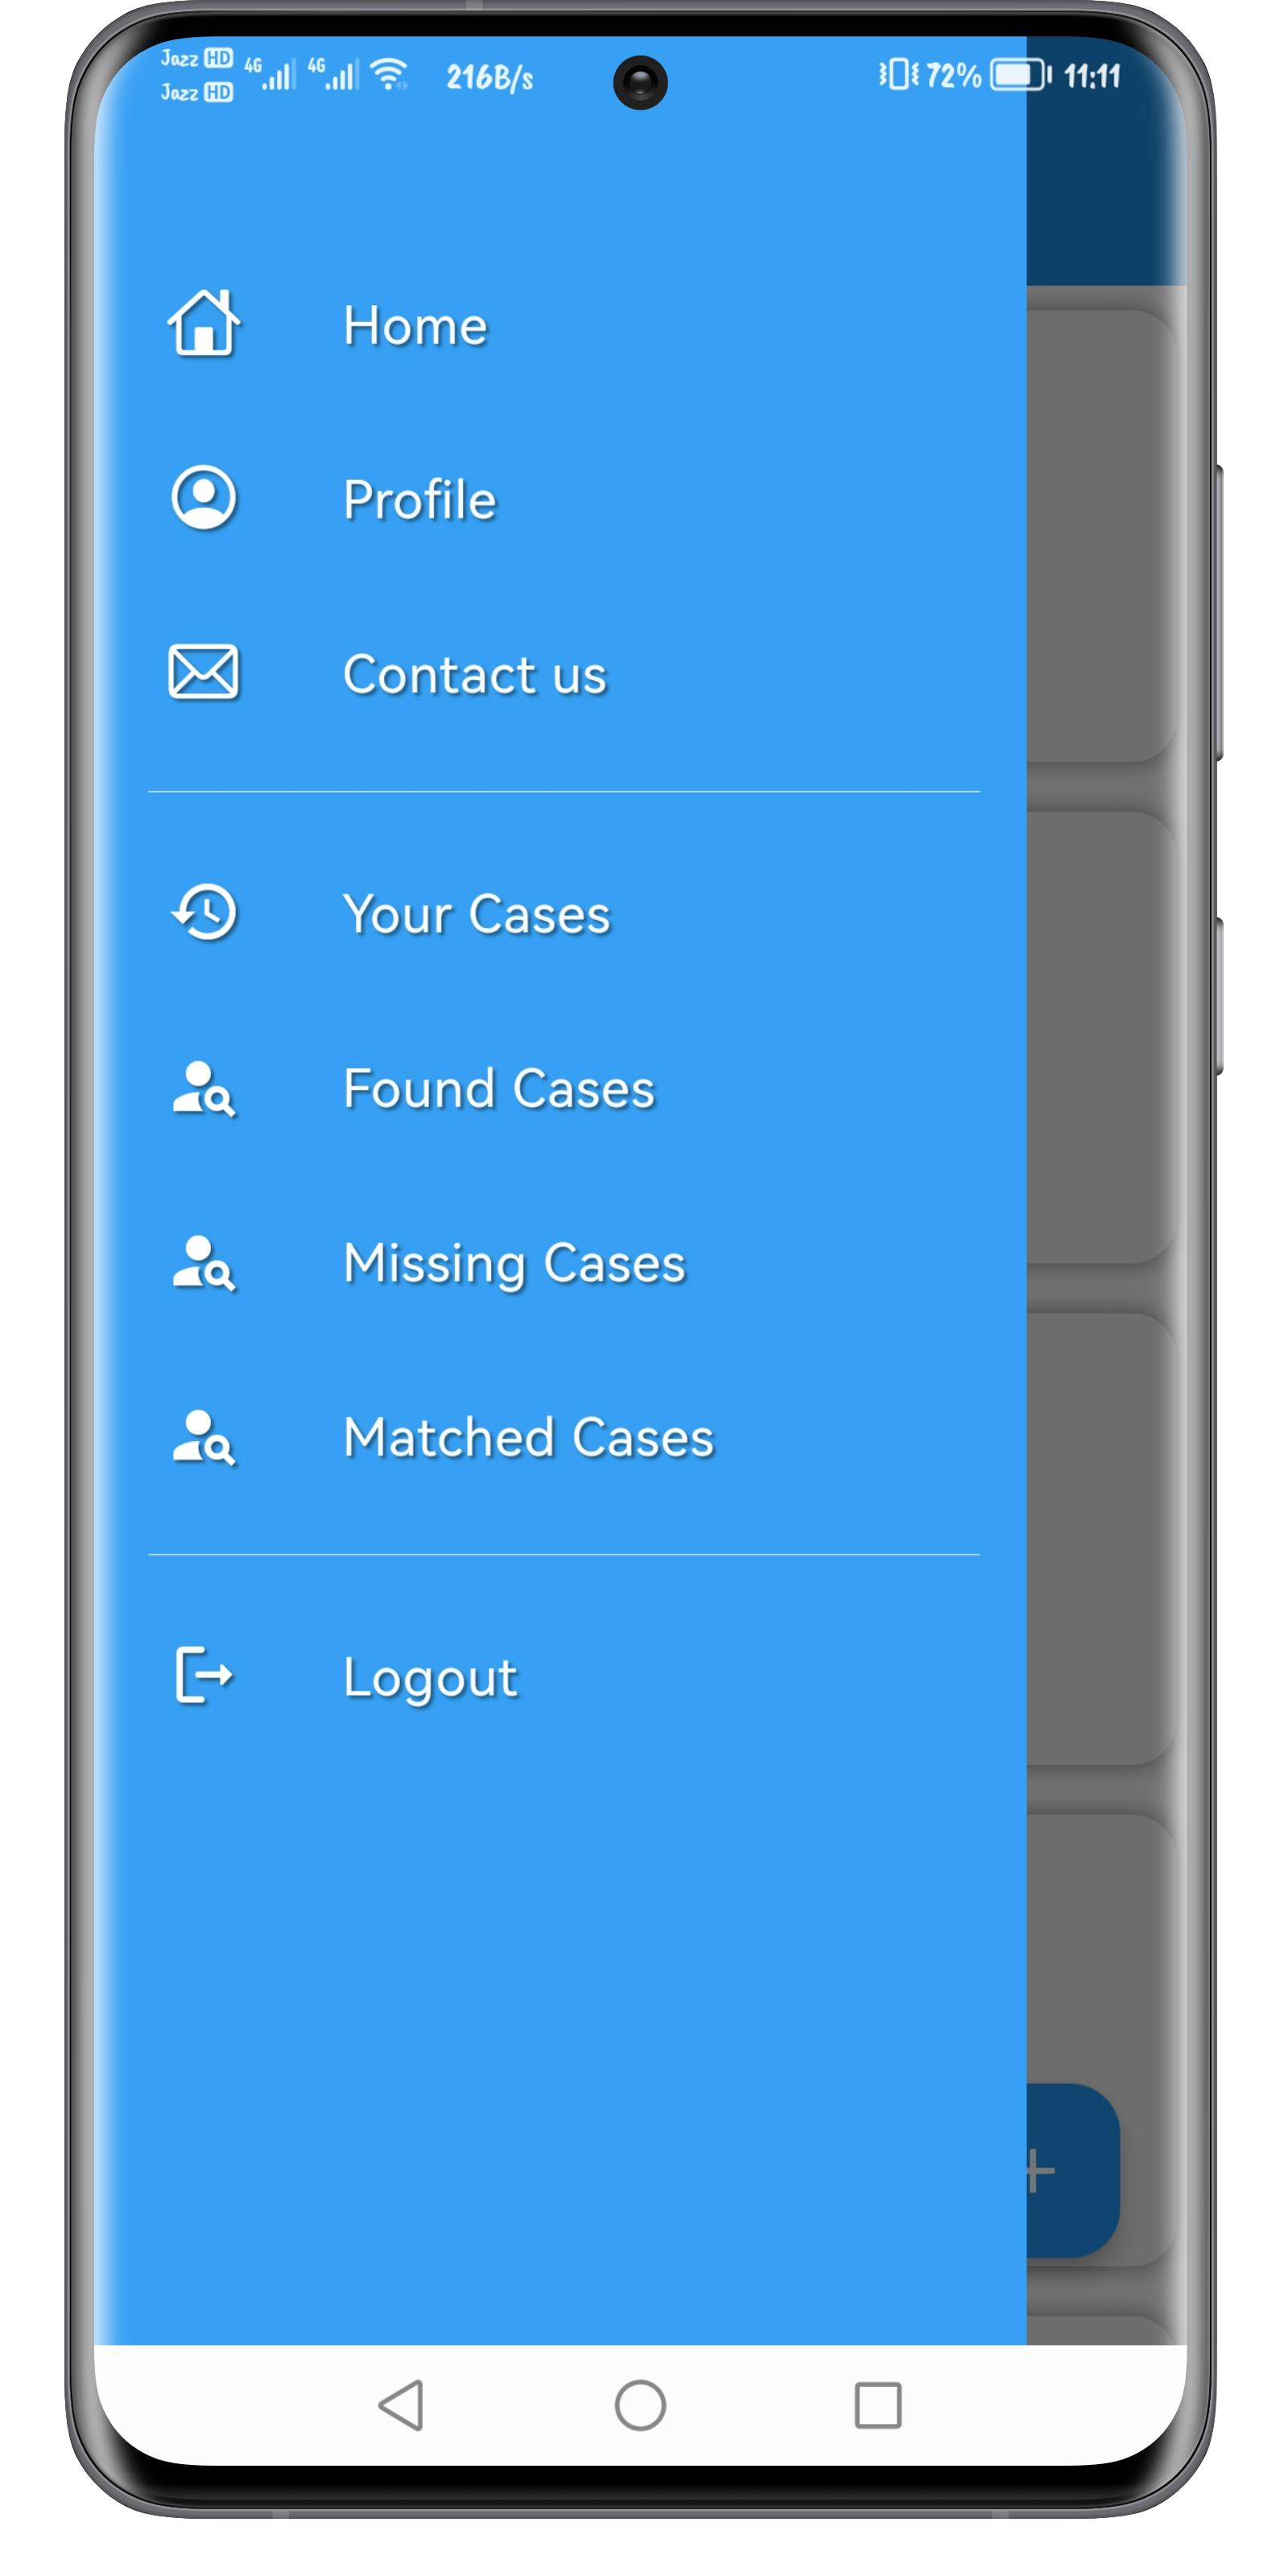 Jazz HD 4G 4G 216B/s 72% 11:11
Jazz HD
Home
Profile
Contact us
Your Cases
Found Cases
Missing Cases
Matched Cases
Logout
+